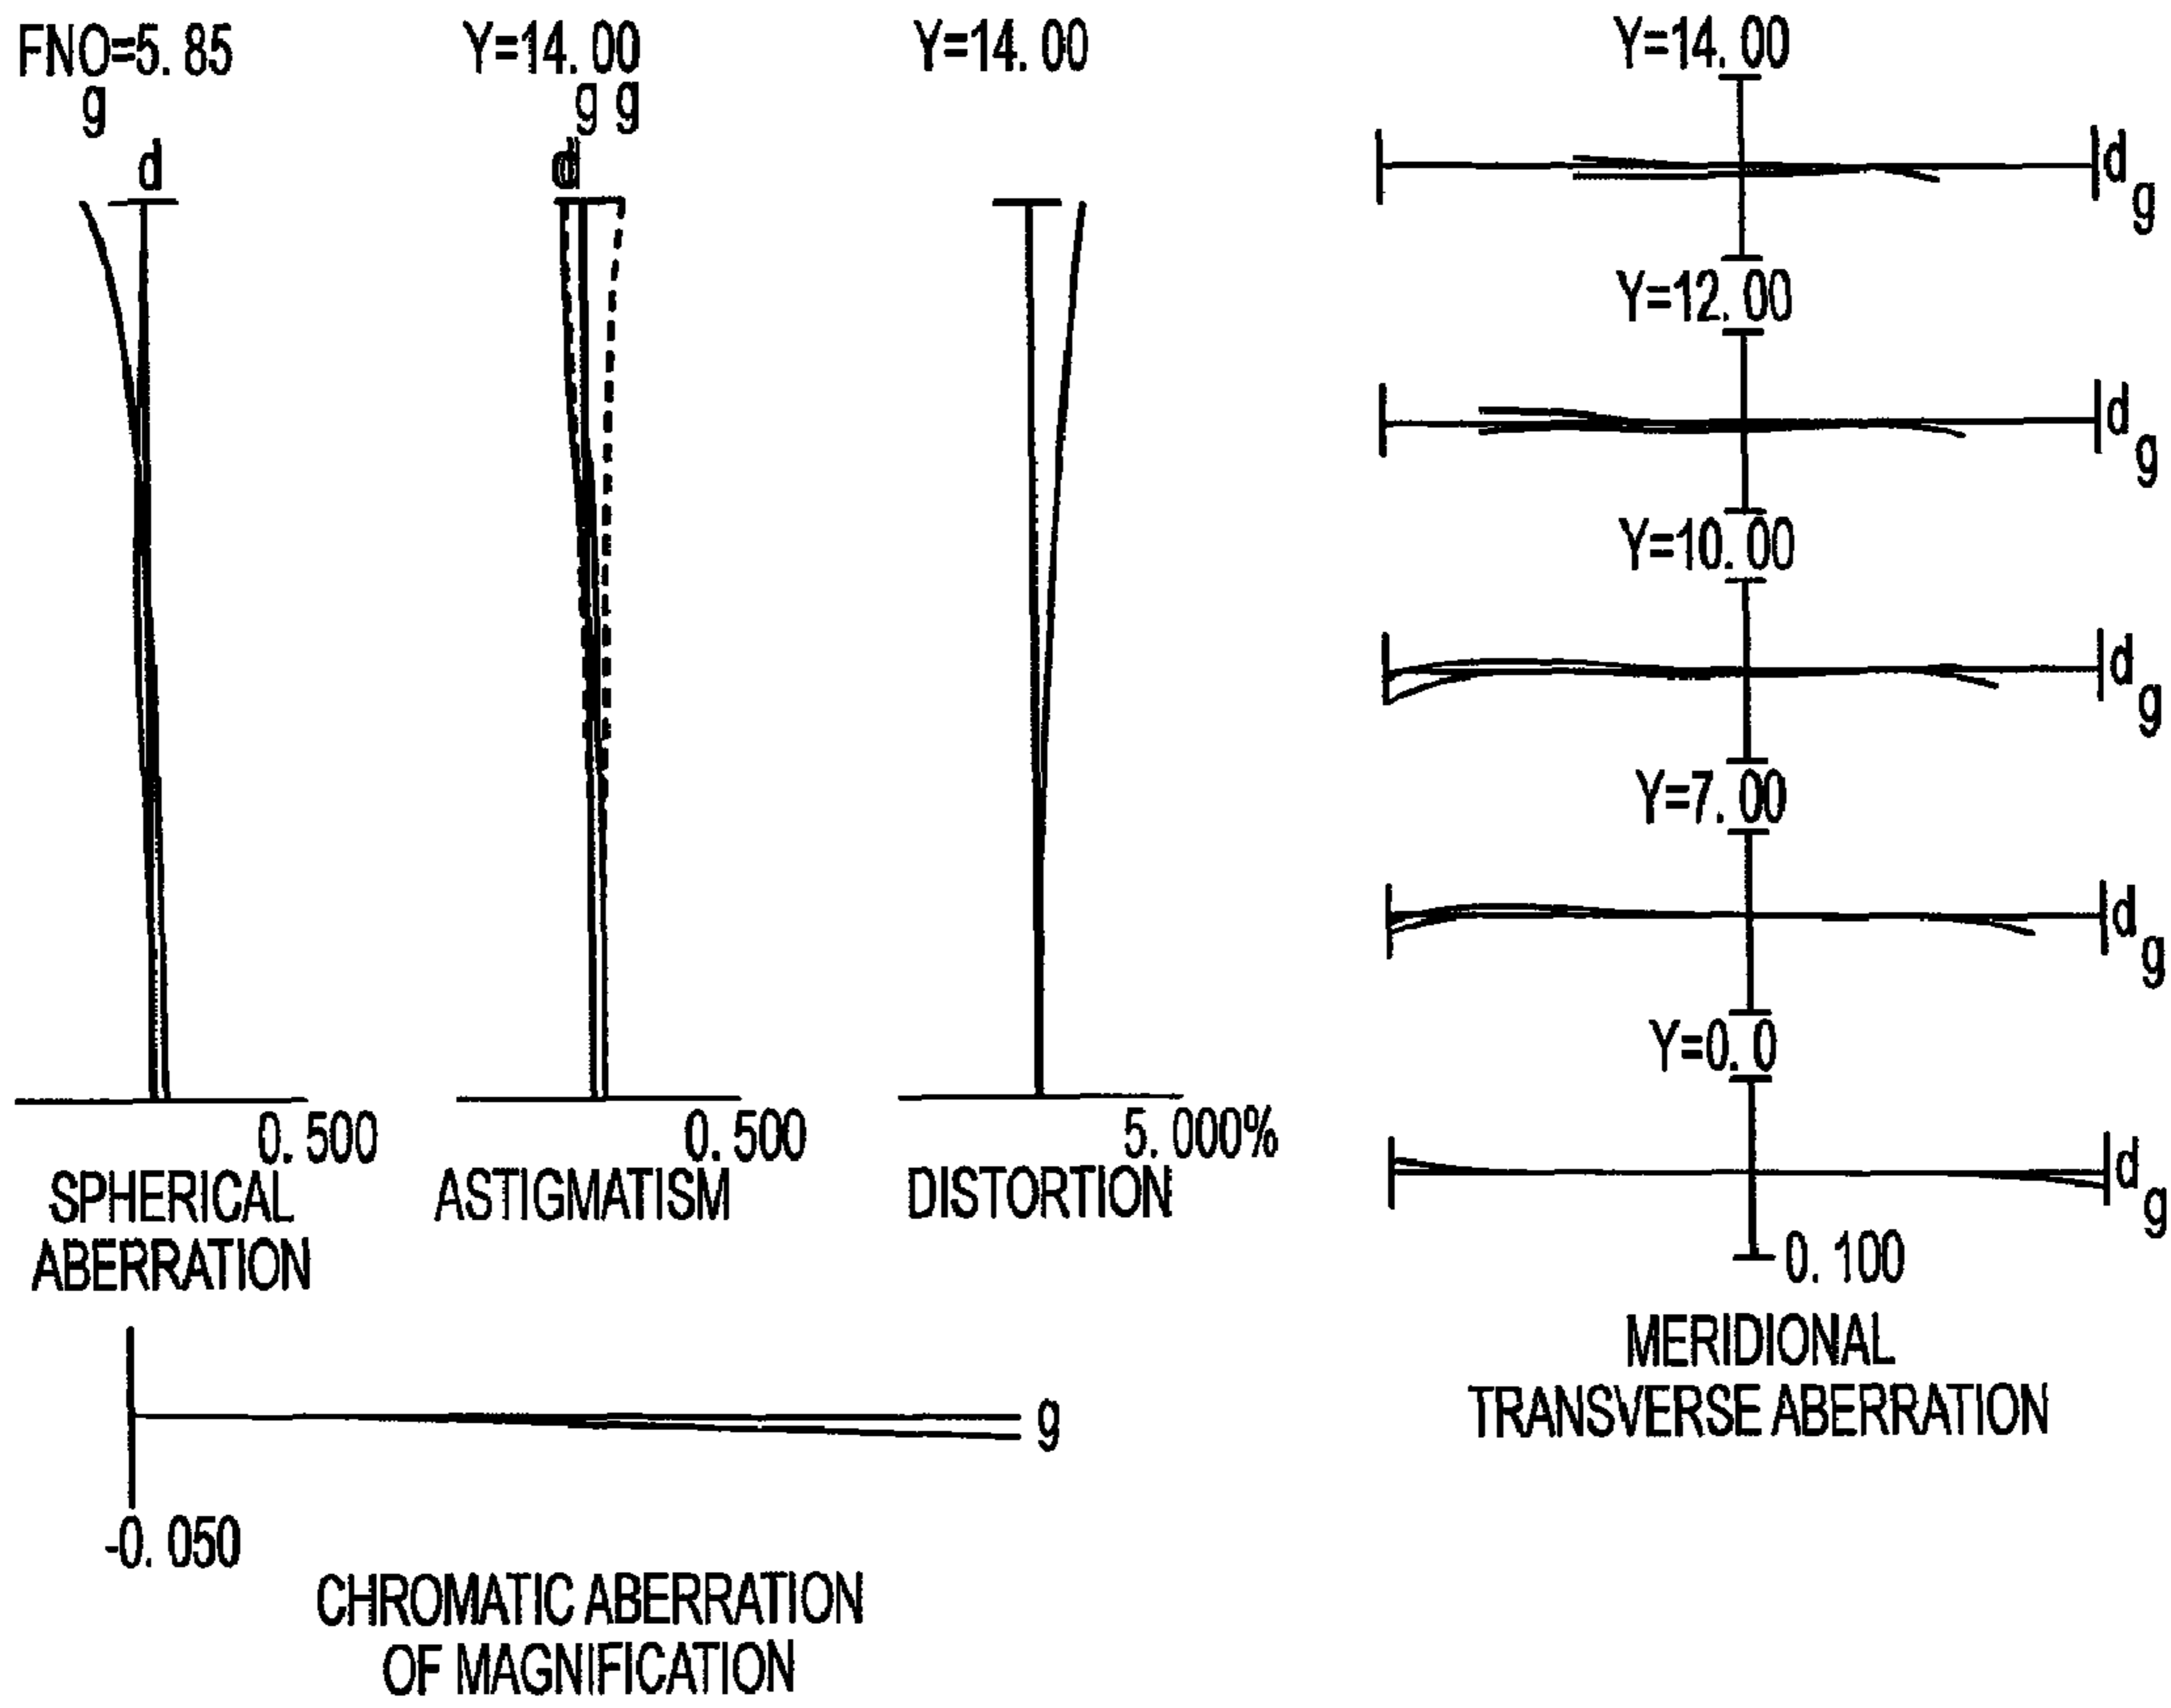 FNO=5.85
g
d
0.500
SPHERICAL
ABERRATION
Y=14.00
g g
d
0.500
ASTIGMATISM
Y=14.00
5.000%
DISTORTION
Y=14.00
d
g
Y=12.00
d
g
Y=10.00
d
g
Y=7.00
d
g
Y=0.0
d
g
0.100
MERIDIONAL
TRANSVERSE ABERRATION
g
-0.050
CHROMATIC ABERRATION
OF MAGNIFICATION